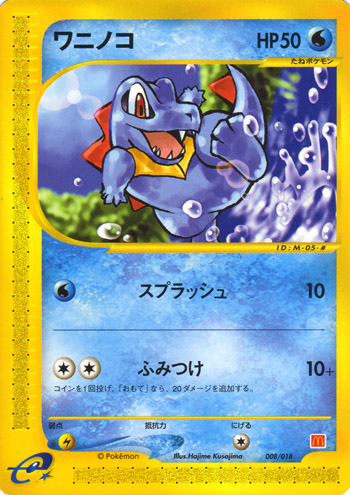 ワニノコ HP50
たねポケモン
ID:M-05-#
スプラッシュ 10
ふみつけ 10+
コインを1回投げ、「おもて」なら、20ダメージを追加する。
弱点 抵抗力 にげる
© Pokémon Illus.Hajime Kusajima 008/018
e